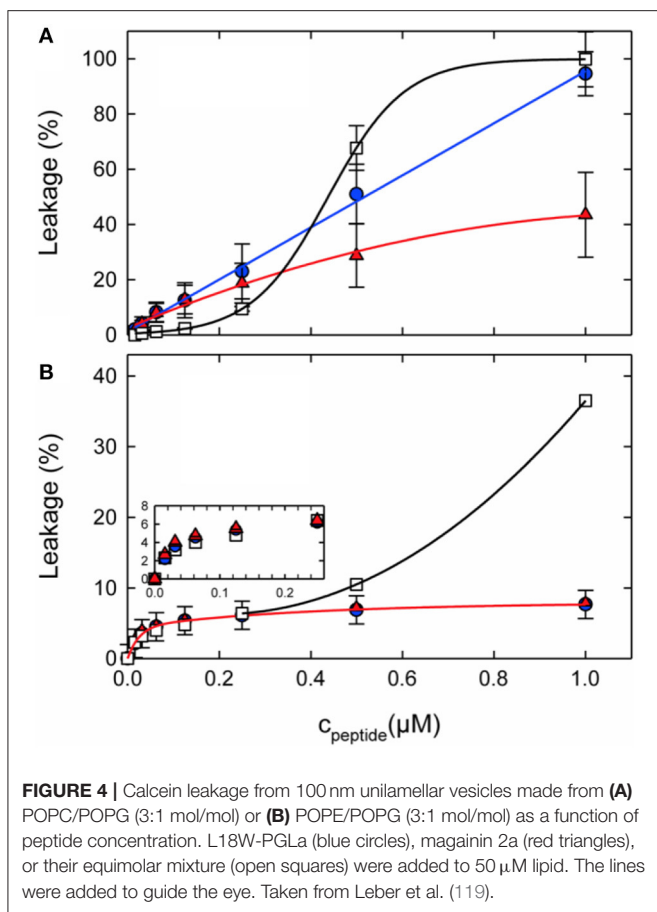 A
100
80
60
40
20
0
Leakage (%)
B
40
30
20
10
0
Leakage (%)
8
6
4
2
0
0.0 0.1 0.2
0.0 0.2 0.4 0.6 0.8 1.0
cpeptide(μM)
FIGURE 4 | Calcein leakage from 100 nm unilamellar vesicles made from (A)
POPC/POPG (3:1 mol/mol) or (B) POPE/POPG (3:1 mol/mol) as a function of
peptide concentration. L18W-PGLa (blue circles), magainin 2a (red triangles),
or their equimolar mixture (open squares) were added to 50 μM lipid. The lines
were added to guide the eye. Taken from Leber et al. (119).